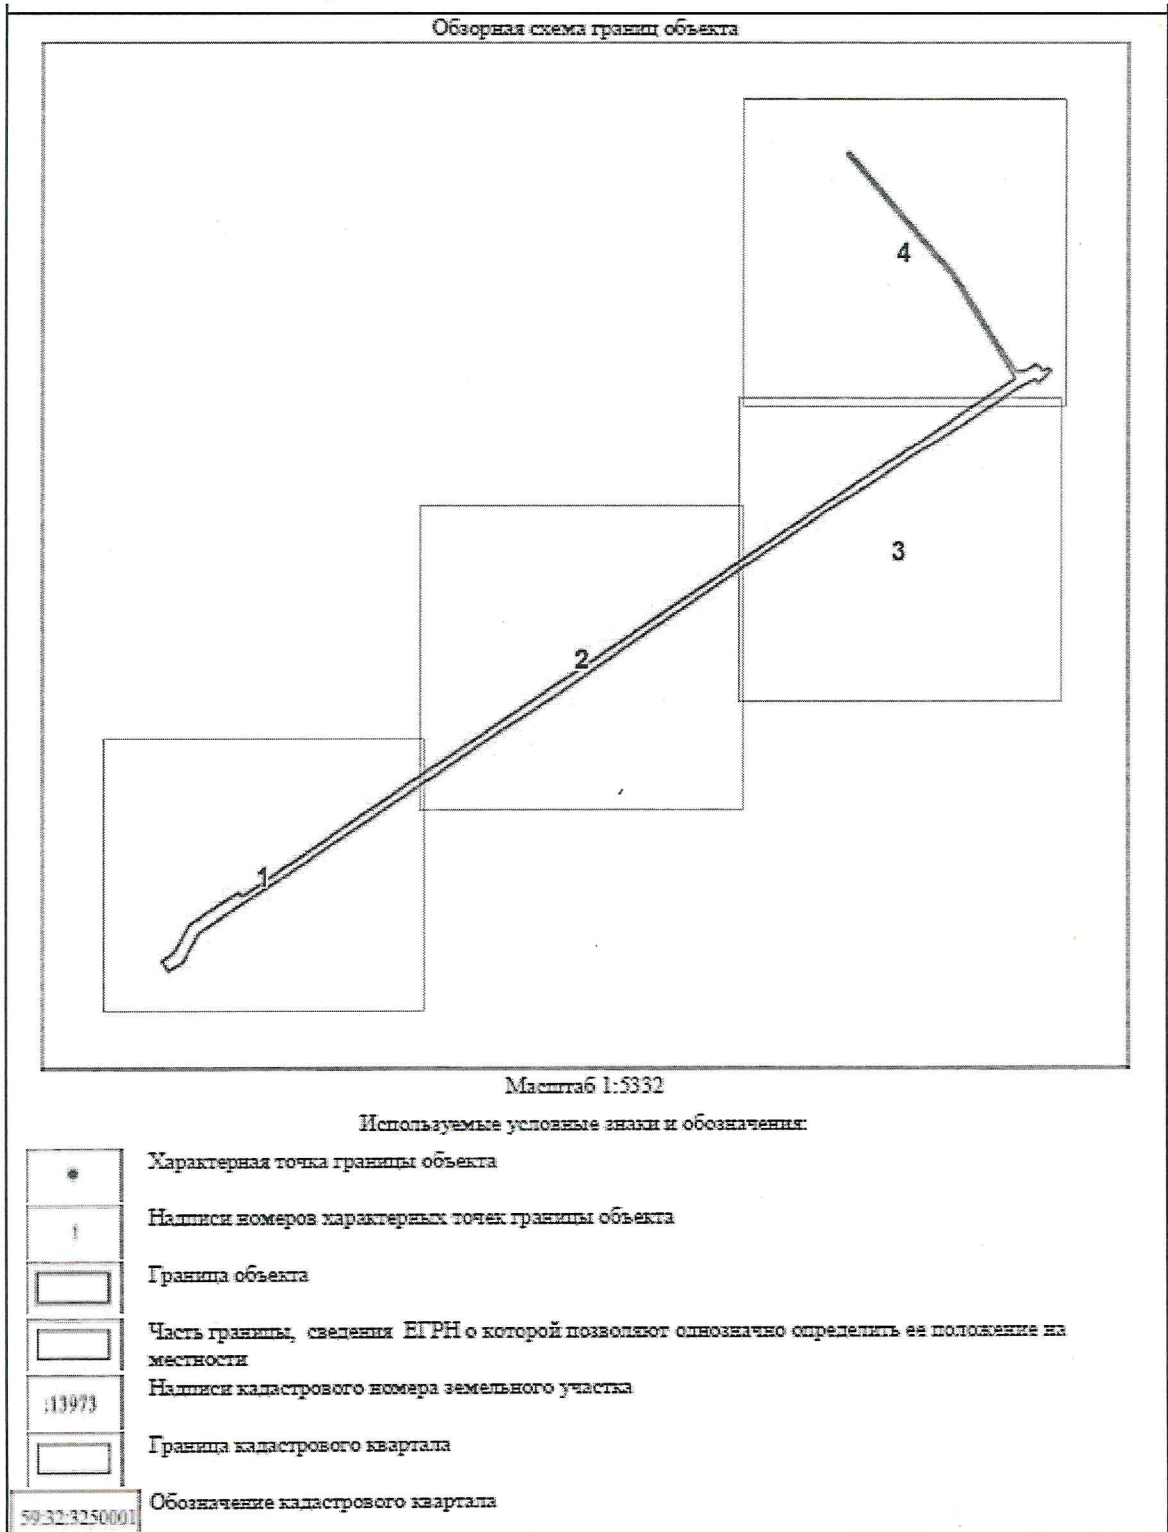 Обзорная схема границ объекта
4
3
2
1
Масштаб 1:5332
Используемые условные знаки и обозначения:
Характерная точка границы объекта
1
Надписи номеров характерных точек границы объекта
Граница объекта
Часть границы, сведения ЕГРН о которой позволяют однозначно определить ее положение на
местности
:13973
Надписи кадастрового номера земельного участка
Граница кадастрового квартала
59:32:3250001
Обозначение кадастрового квартала